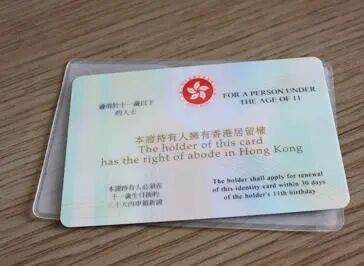 適用於十一歲以下
的人士
FOR A PERSON UNDER
THE AGE OF 11
本證持有人擁有香港居留權
The holder of this card
has the right of abode in Hong Kong
本證持有人必須在
十一歲生日後的
三十天內申領新證
The holder shall apply for renewal
of this identity card within 30 days
of the holder's 11th birthday